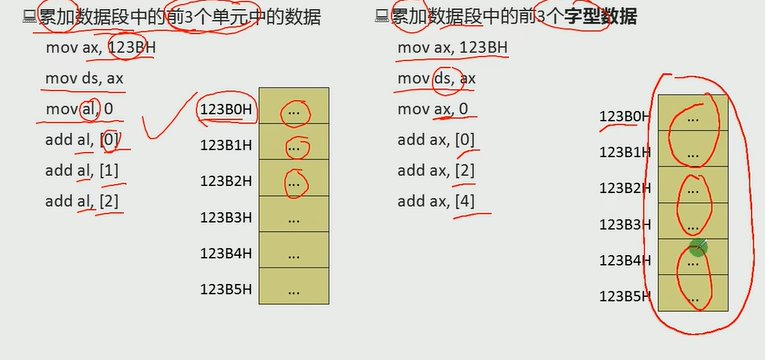 累加数据段中的前3个单元中的数据
mov ax, 123BH
mov ds, ax
mov al, 0
add al, [0]
add al, [1]
add al, [2]
123B0H ...
123B1H ...
123B2H ...
123B3H ...
123B4H ...
123B5H ...
累加数据段中的前3个字型数据
mov ax, 123BH
mov ds, ax
mov ax, 0
add ax, [0]
add ax, [2]
add ax, [4]
123B0H ...
123B1H ...
123B2H ...
123B3H ...
123B4H ...
123B5H ...